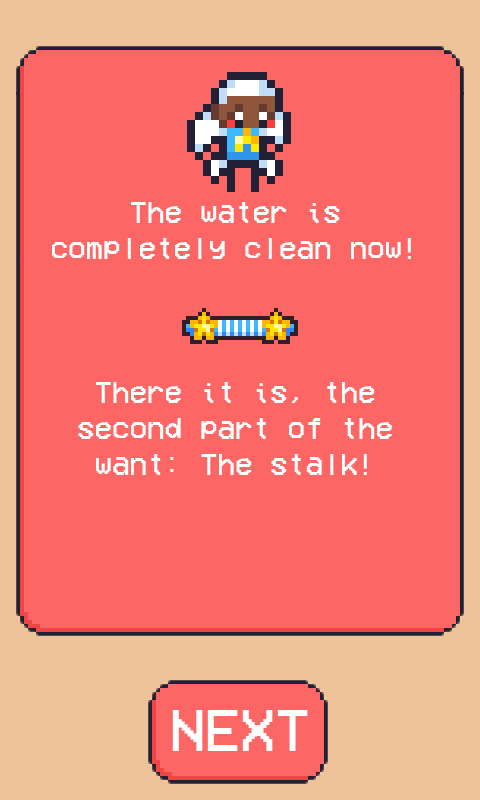 The water is
completely clean now!
There it is, the
second part of the
want: The stalk!
NEXT